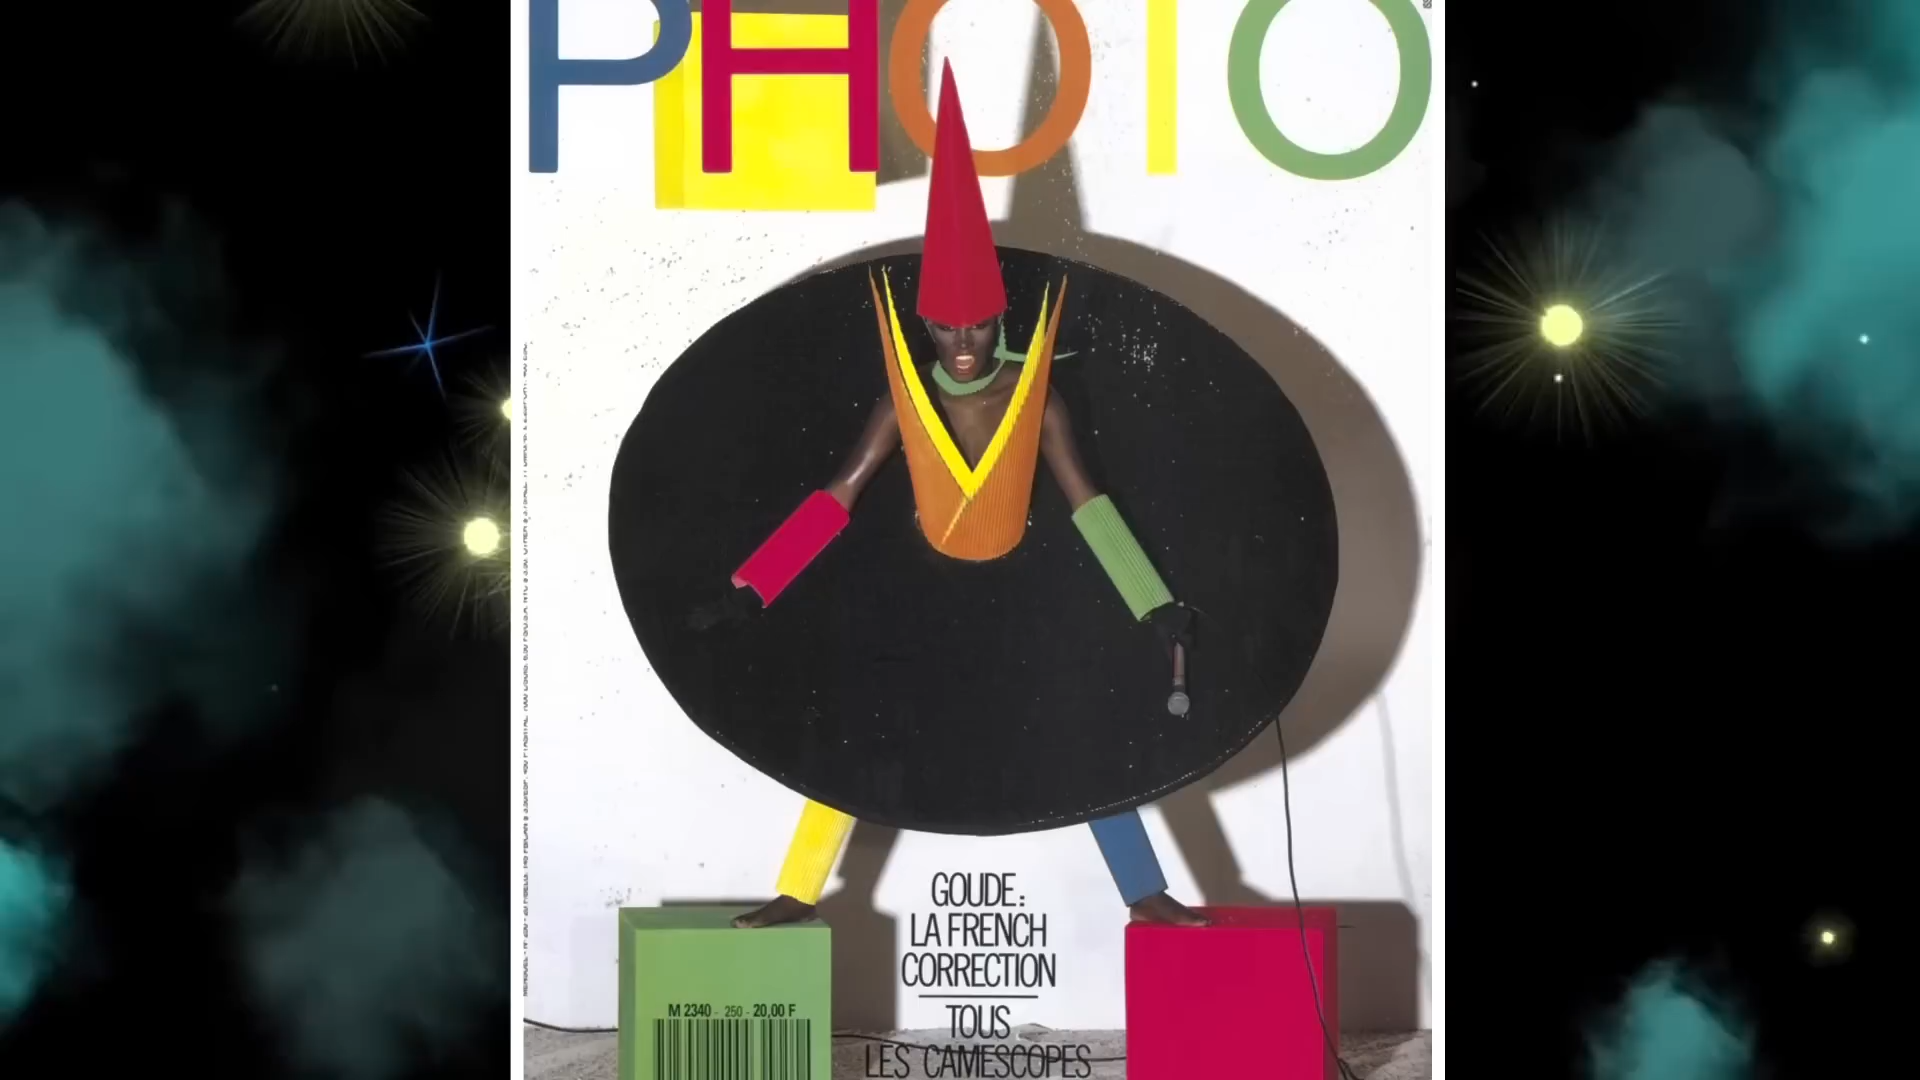 PHOTO
GOUDE:
LA FRENCH
CORRECTION
TOUS
LES CAMESCOPES
M 2340 - 250 - 20,00 F